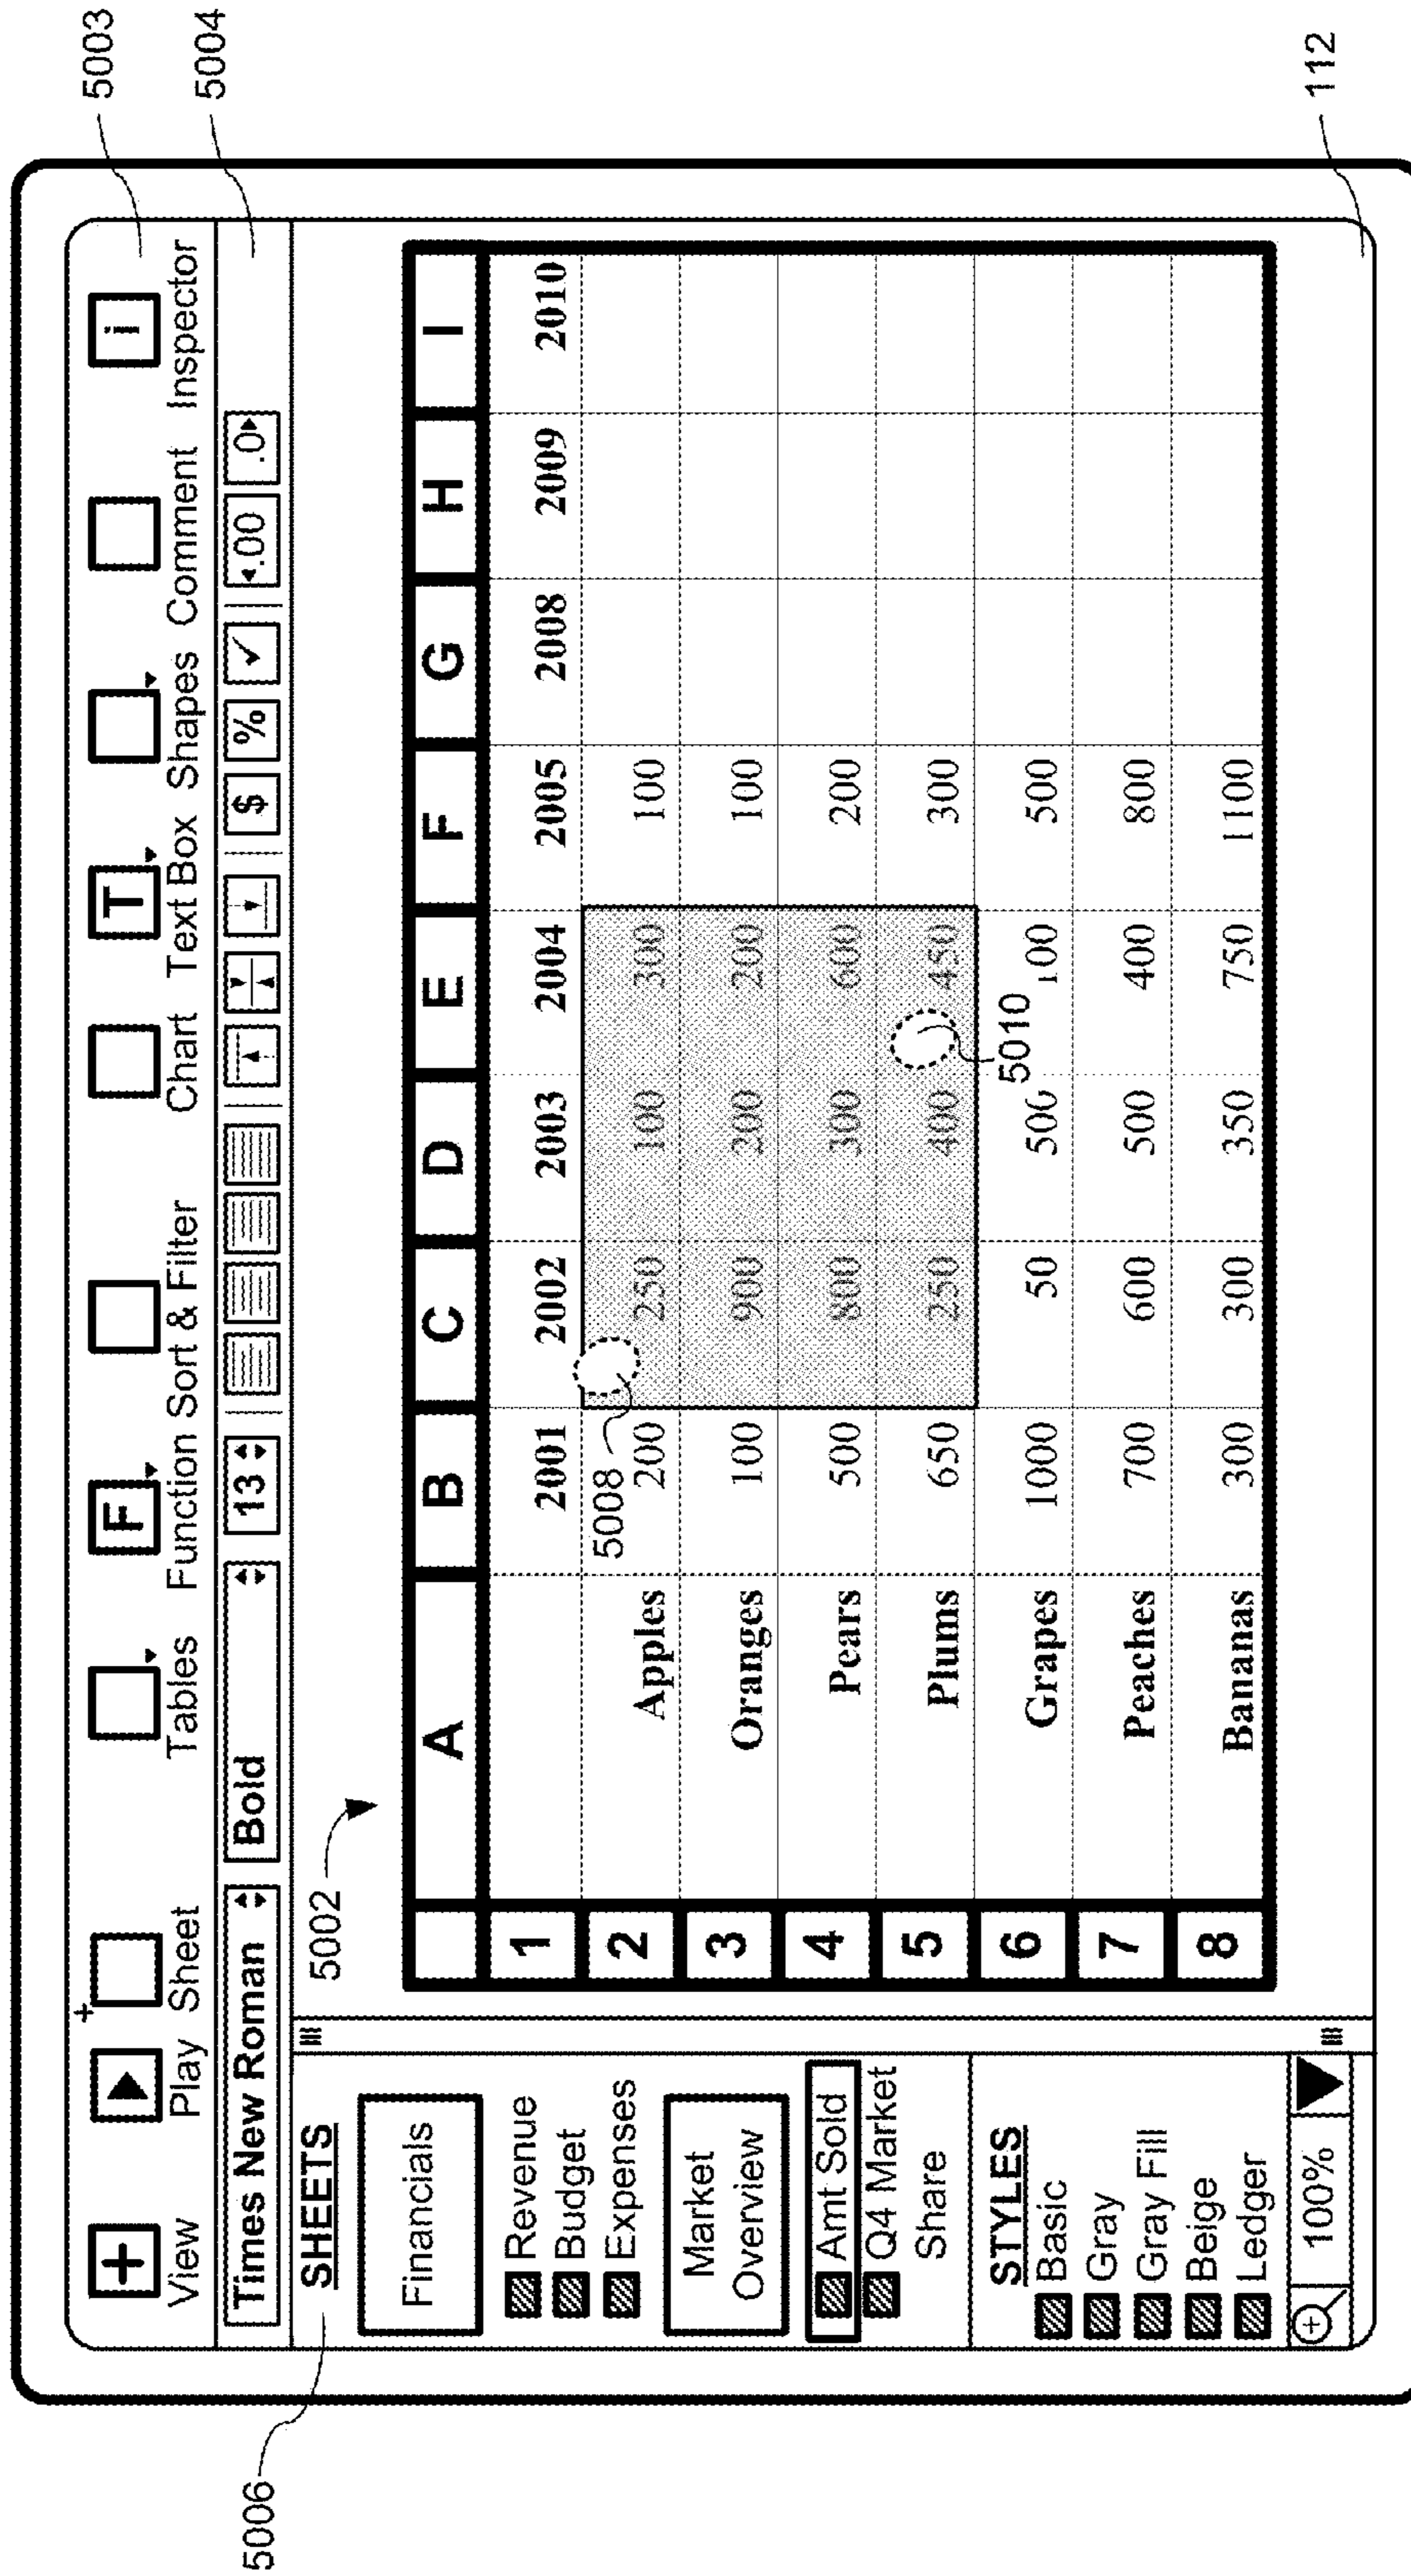 5003
5004
View Play Sheet Tables Function Sort & Filter Chart Text Box Shapes Comment Inspector
F T i
Times New Roman Bold 13 $ % ✓ .00 .0
5006
SHEETS
Financials
Revenue
Budget
Expenses
Market
Overview
Amt Sold
Q4 Market
Share
STYLES
Basic
Gray
Gray Fill
Beige
Ledger
100%
5002
A B C D E F G H I
1 2001 2002 2003 2004 2005 2008 2009 2010
2 Apples 200 250 100 300 100
5008
3 Oranges 100 900 200 200 100
4 Pears 500 800 300 600 200
5 Plums 650 250 400 450 300
5010
6 Grapes 1000 50 500 100 500
7 Peaches 700 600 500 400 800
8 Bananas 300 300 350 750 1100
112